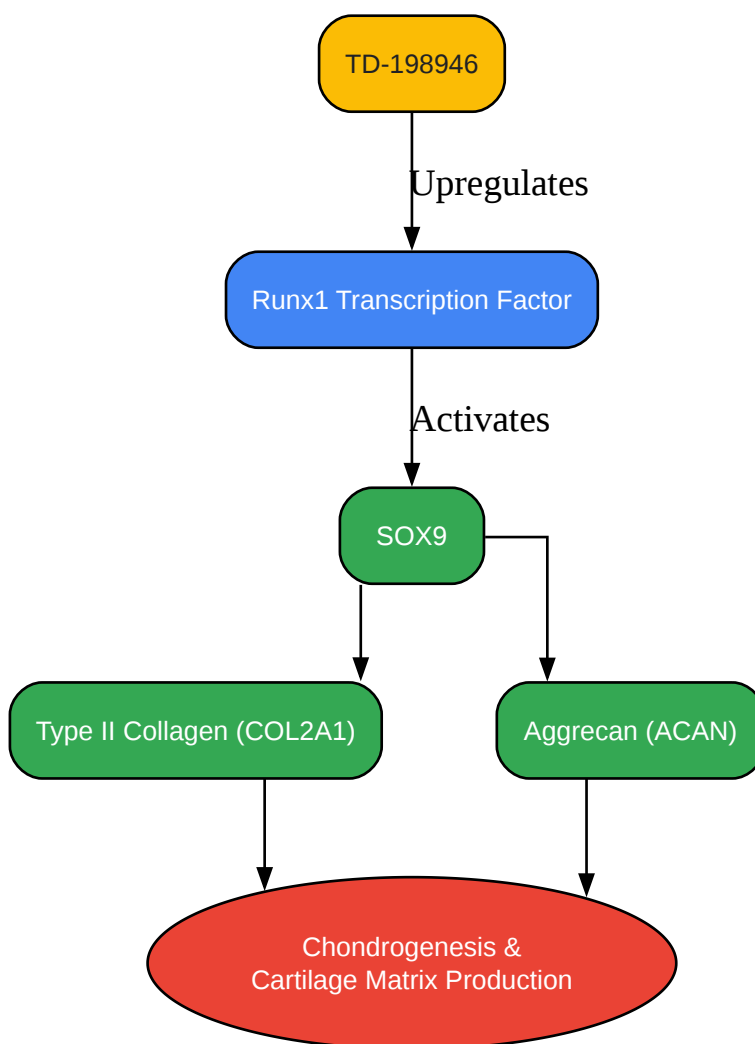 TD-198946
Upregulates
Runx1 Transcription Factor
Activates
SOX9
Type II Collagen (COL2A1)
Aggrecan (ACAN)
Chondrogenesis &
Cartilage Matrix Production